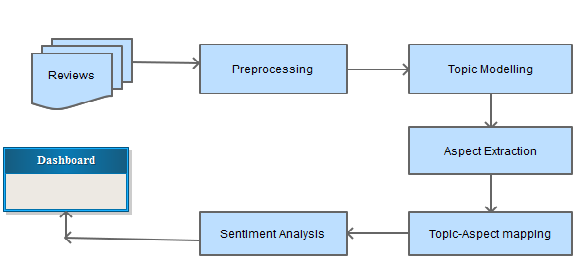 Reviews
Preprocessing
Topic Modelling
Aspect Extraction
Topic-Aspect mapping
Sentiment Analysis
Dashboard